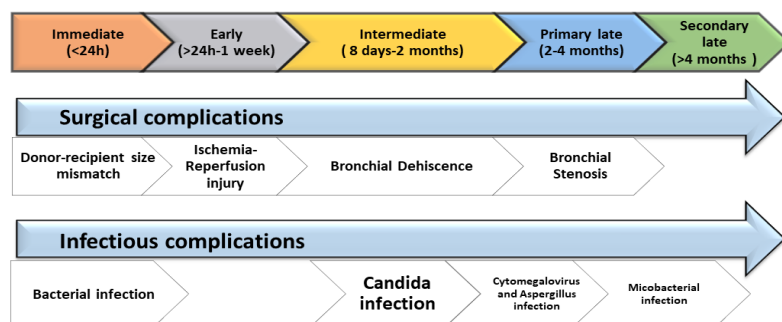 Immediate
(<24h)
Early
(>24h-1 week)
Intermediate
( 8 days-2 months)
Primary late
(2-4 months)
Secondary
late
(>4 months )
Surgical complications
Donor-recipient size
mismatch
Ischemia-
Reperfusion
injury
Bronchial Dehiscence
Bronchial
Stenosis
Infectious complications
Bacterial infection
Candida
infection
Cytomegalovirus
and Aspergillus
infection
Micobacterial
infection